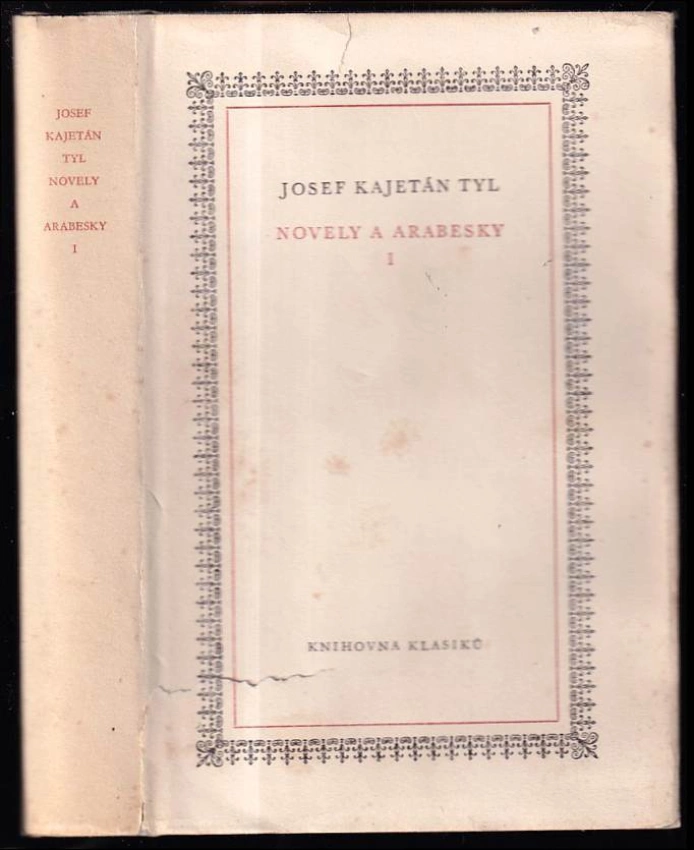 JOSEF
KAJETÁN
TYL
NOVELY
A
ARABESKY
I
JOSEF KAJETÁN TYL
NOVELY A ARABESKY
I
KNIHOVNA KLASIKŮ